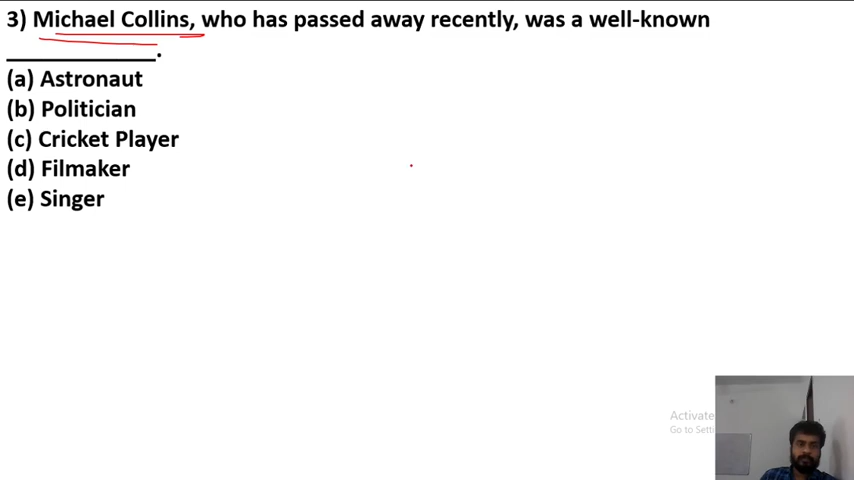 3) Michael Collins, who has passed away recently, was a well-known
______________.
(a) Astronaut
(b) Politician
(c) Cricket Player
(d) Filmaker
(e) Singer
Activate
Go to Setti